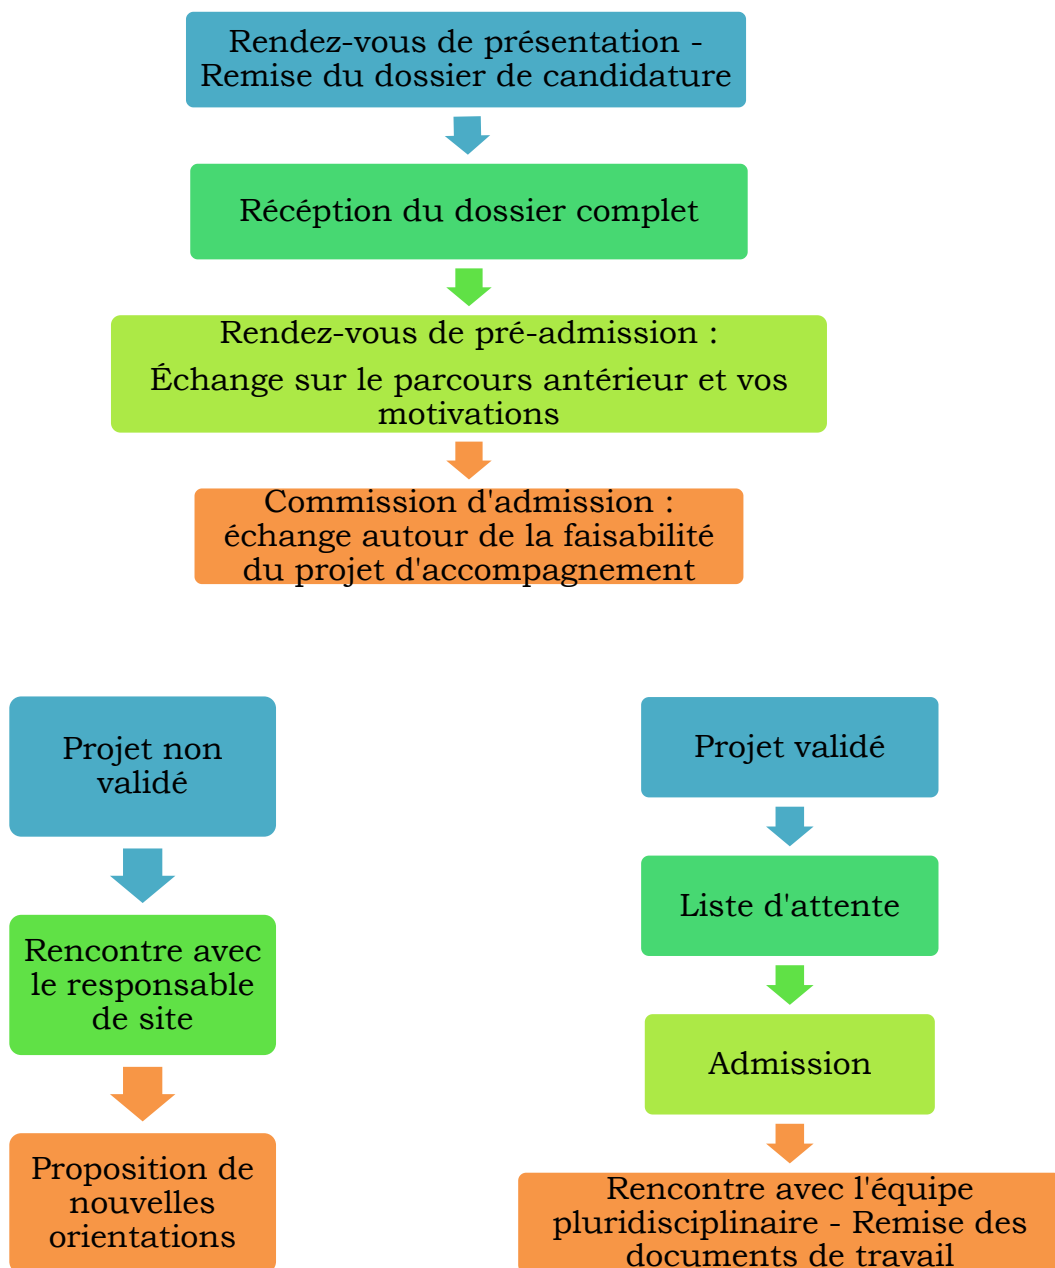 Rendez-vous de présentation -
Remise du dossier de candidature
Récéption du dossier complet
Rendez-vous de pré-admission :
Échange sur le parcours antérieur et vos
motivations
Commission d'admission :
échange autour de la faisabilité
du projet d'accompagnement
Projet non
validé
Rencontre avec
le responsable
de site
Proposition de
nouvelles
orientations
Projet validé
Liste d'attente
Admission
Rencontre avec l'équipe
pluridisciplinaire - Remise des
documents de travail